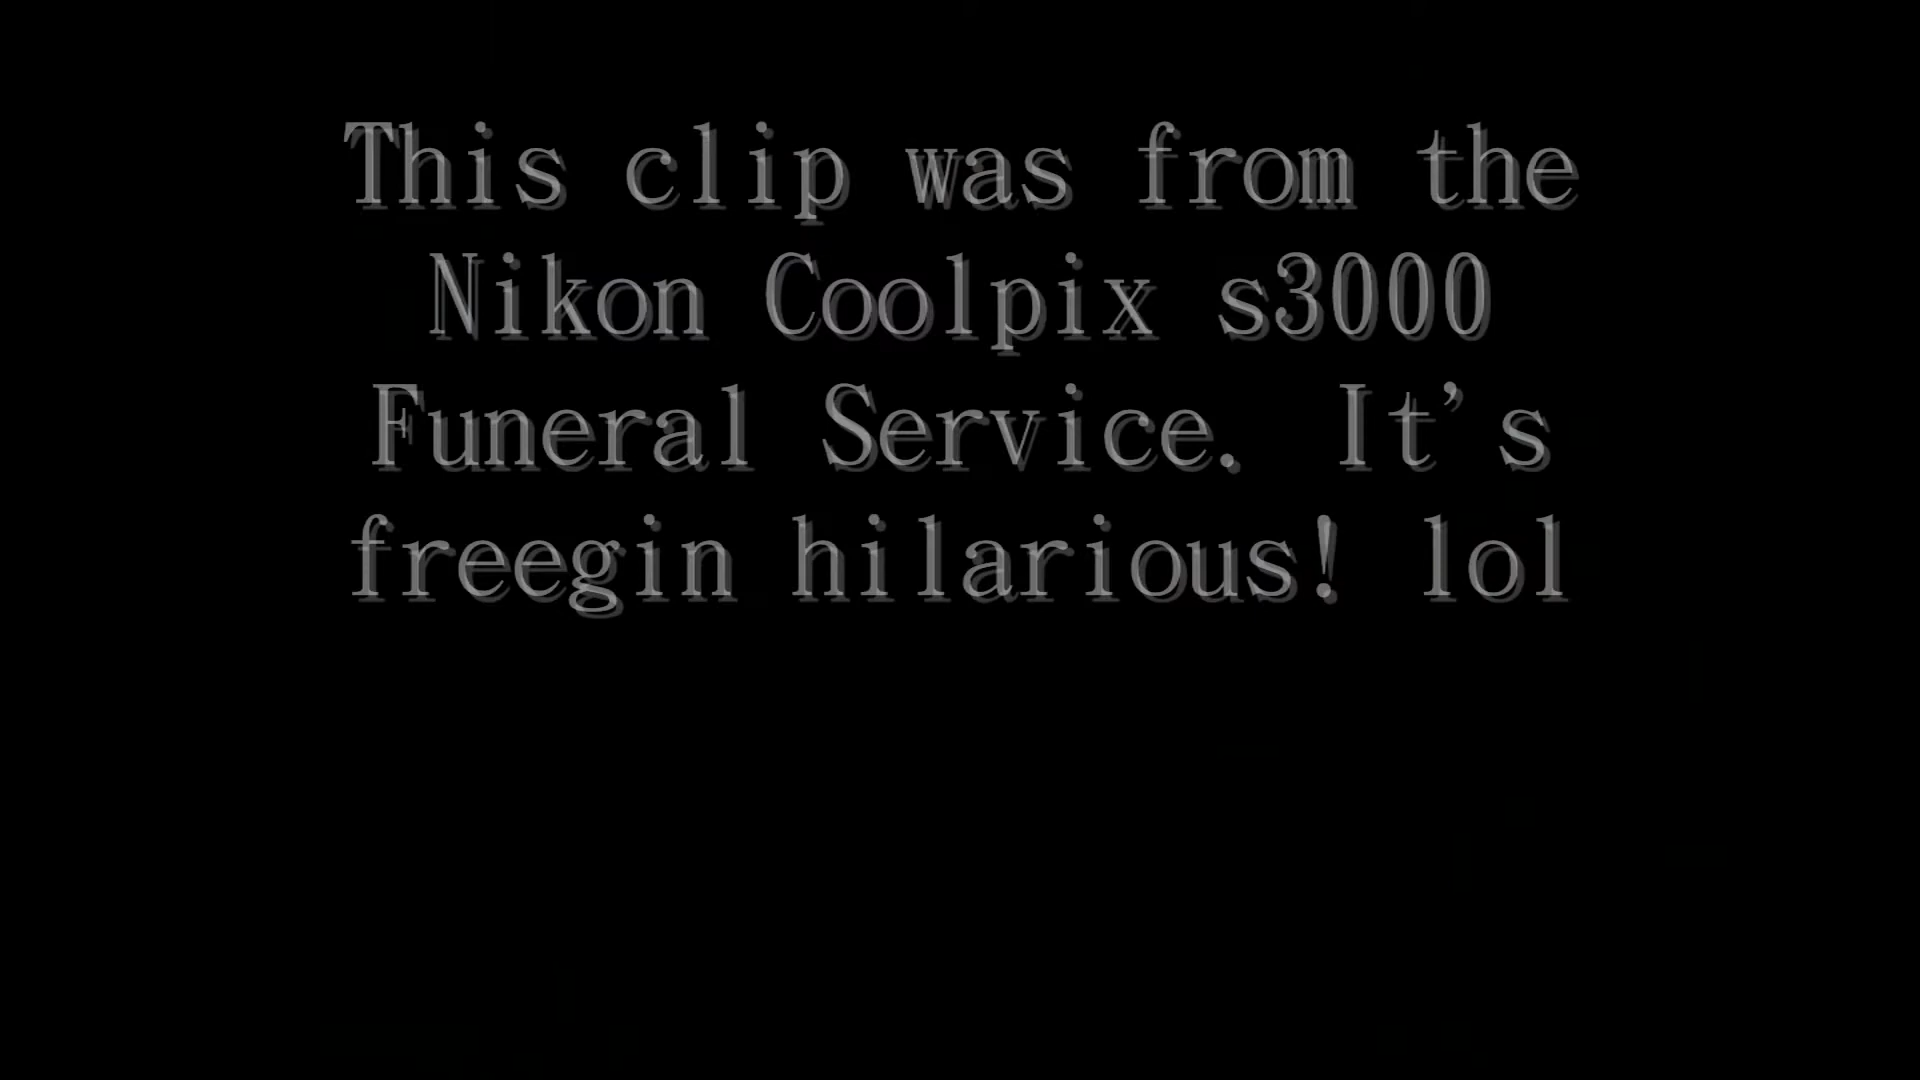 This clip was from the
Nikon Coolpix s3000
Funeral Service. It's
freegin hilarious! lol